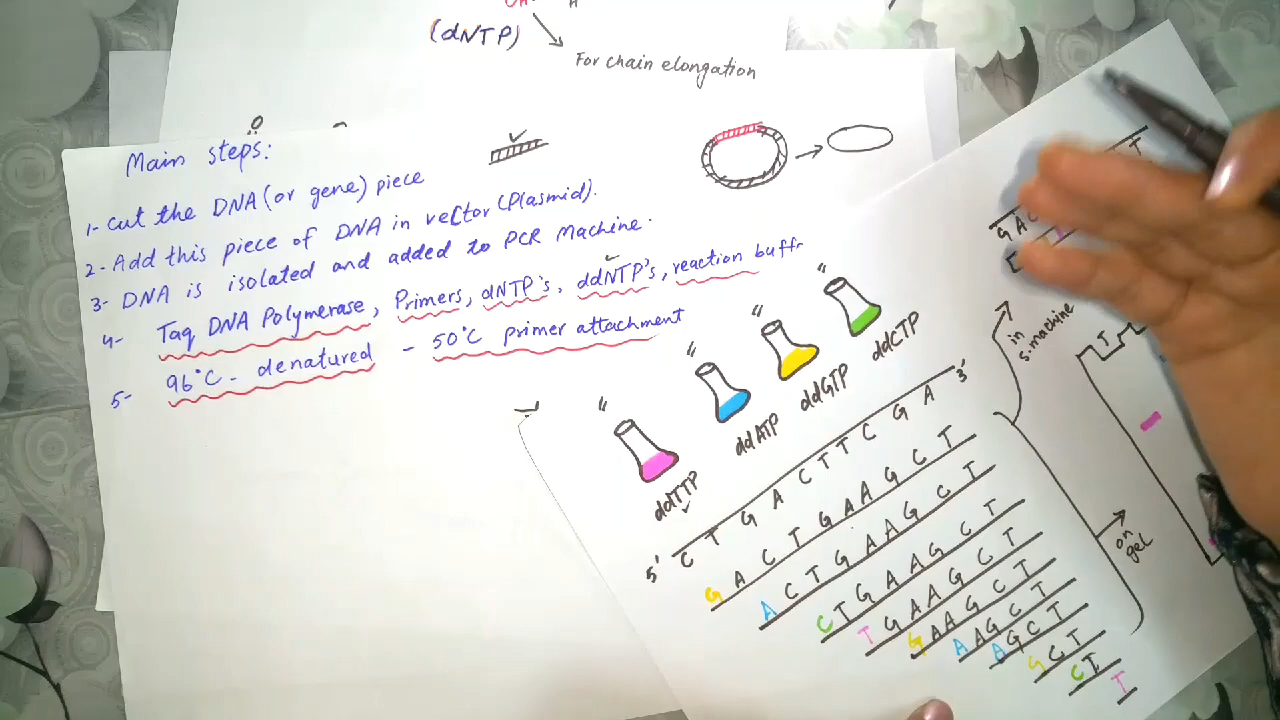 (dNTP)
For chain elongation
Main steps:
1- Cut the DNA (or gene) piece
2- Add this piece of DNA in vector (Plasmid).
3- DNA is isolated and added to PCR Machine.
4- Taq DNA Polymerase, Primers, dNTP's, ddNTP's, reaction buffr
5- 96°C - denatured - 50°C primer attachment
ddTTP
ddATP
ddGTP
ddCTP
5' C T G A C T T C G A 3'
G A C T G A A G C T
A C T G A A G C T
C T G A A G C T
T G A A G C T
G A A G C T
A A G C T
A G C T
G C T
C T
T
in s.machine
on gel
G A
T
T